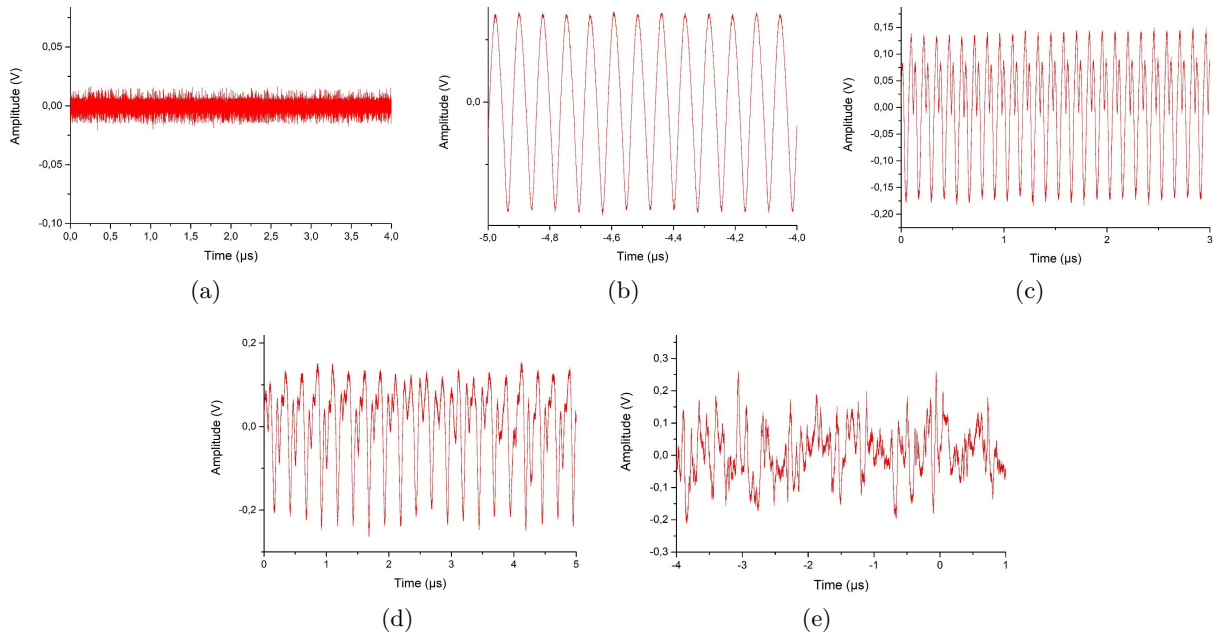 0,05
0,00
-0,05
-0,10
Amplitude (V)
0,0 0,5 1,0 1,5 2,0 2,5 3,0 3,5 4,0
Time (µs)
(a)
0,0
Amplitude (V)
-5,0 -4,8 -4,6 -4,4 -4,2 -4,0
Time (µs)
(b)
0,15
0,10
0,05
0,00
-0,05
-0,10
-0,15
-0,20
Amplitude (V)
0 1 2 3
Time (µs)
(c)
0,2
0,0
-0,2
Amplitude (V)
0 1 2 3 4 5
Time (µs)
(d)
0,3
0,2
0,1
0,0
-0,1
-0,2
-0,3
Amplitude (V)
-4 -3 -2 -1 0 1
Time (µs)
(e)